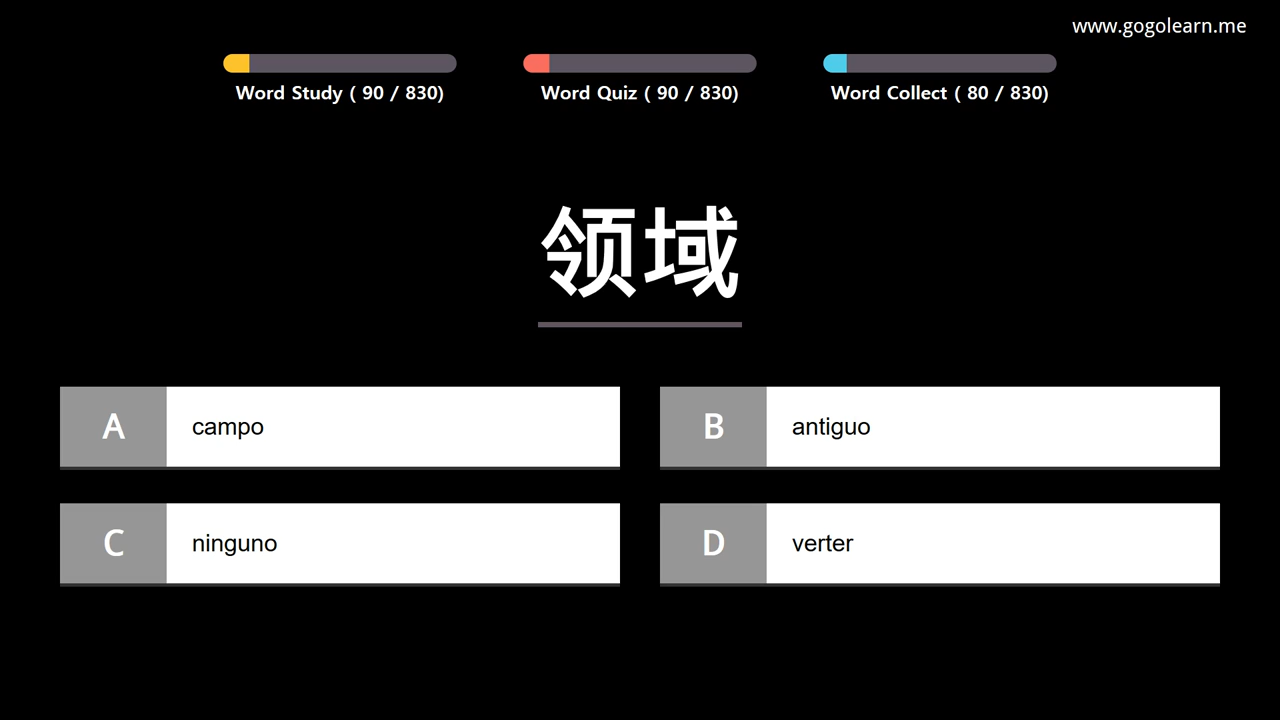 www.gogolearn.me
Word Study ( 90 / 830)
Word Quiz ( 90 / 830)
Word Collect ( 80 / 830)
领域
A campo
B antiguo
C ninguno
D verter